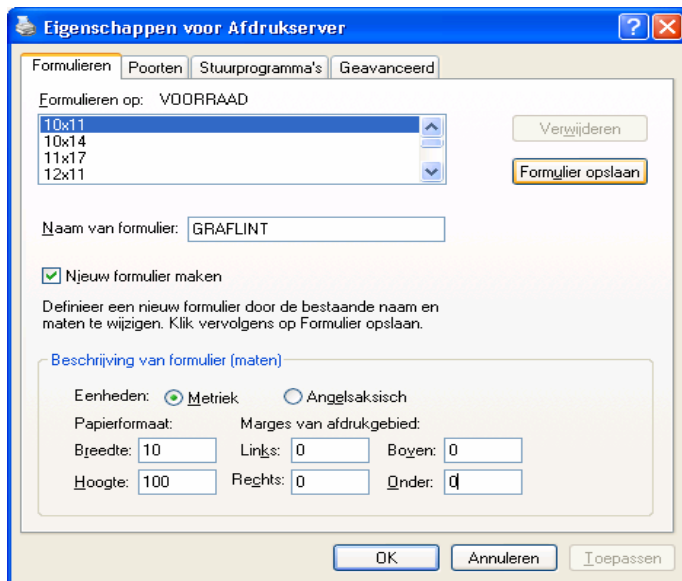 Eigenschappen voor Afdrukserver
Formulieren Poorten Stuurprogramma's Geavanceerd
Formulieren op: VOORRAAD
10x11
10x14
11x17
12x11
Verwijderen
Formulier opslaan
Naam van formulier: GRAFLINT
Nieuw formulier maken
Definieer een nieuw formulier door de bestaande naam en
maten te wijzigen. Klik vervolgens op Formulier opslaan.
Beschrijving van formulier (maten)
Eenheden: Metriek Angelsaksisch
Papierformaat: Marges van afdrukgebied:
Breedte: 10 Links: 0 Boven: 0
Hoogte: 100 Rechts: 0 Onder: 0
OK Annuleren Toepassen